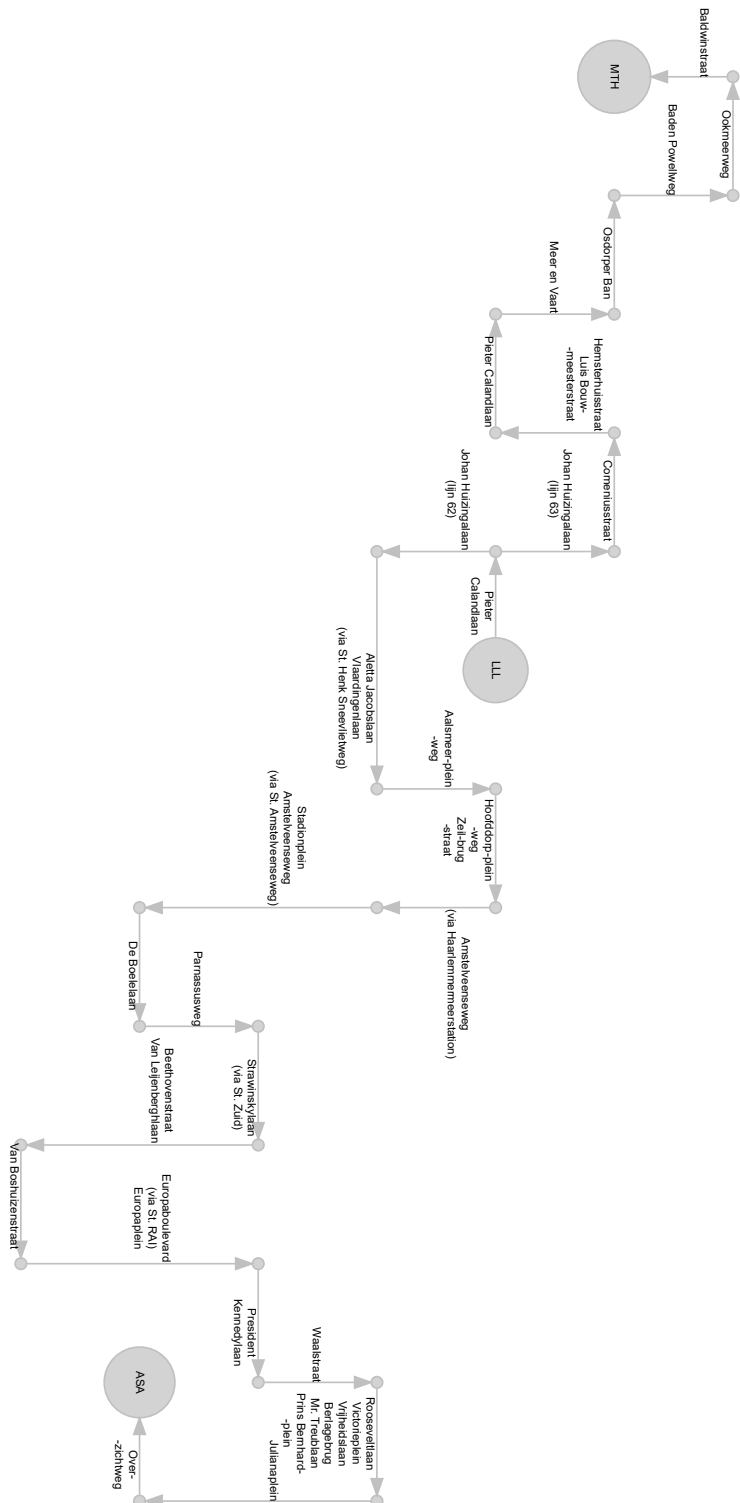 Baldwinstraat
MTH
Ookmeerweg
Baden Powellweg
Osdorper Ban
Meer en Vaart
Pieter Calandlaan
Hemsterhuisstraat
Luis Bouw-
-meesterstraat
Comeniusstraat
Johan Huizingalaan
(lijn 63)
Johan Huizingalaan
(lijn 62)
Pieter
Calandlaan
LLL
Aletta Jacobslaan
Vlaardingenlaan
(via St. Henk Sneevlietweg)
Aalsmeer-plein
-weg
Hoofddorp-plein
-weg
Zeil-brug
-straat
Amstelveenseweg
(via Haarlemmermeerstation)
Stadionplein
Amstelveenseweg
(via St. Amstelveenseweg)
De Boelelaan
Parnassusweg
Strawinskylaan
(via St. Zuid)
Beethovenstraat
Van Leijenberghlaan
Van Boshuizenstraat
Europaboulevard
(via St. RAI)
Europaplein
President
Kennedylaan
Waalstraat
Rooseveltlaan
Victorieplein
Vrijheidslaan
Berlagebrug
Mr. Treublaan
Prins Bernhard-
-plein
Julianaplein
Over-
-zichtweg
ASA